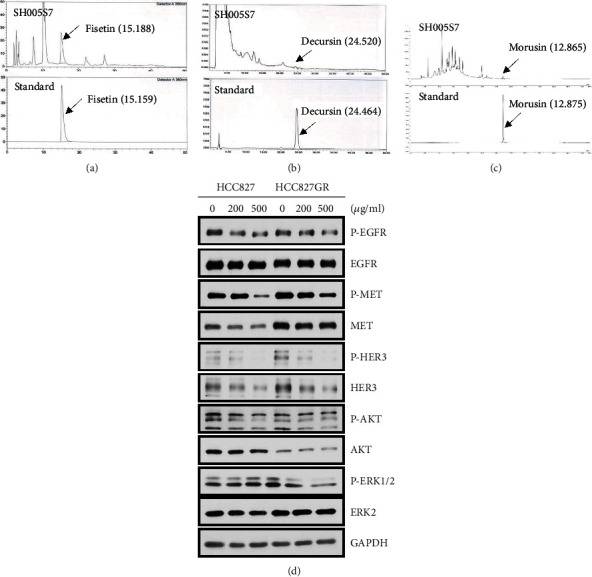 SH005S7
Fisetin (15.188)
Standard
Fisetin (15.159)
(a)
SH005S7
Decursin (24.520)
Standard
Decursin (24.464)
(b)
SH005S7
Morusin (12.865)
Standard
Morusin (12.875)
(c)
HCC827 HCC827GR
0 200 500 0 200 500 (µg/ml)
P-EGFR
EGFR
P-MET
MET
P-HER3
HER3
P-AKT
AKT
P-ERK1/2
ERK2
GAPDH
(d)